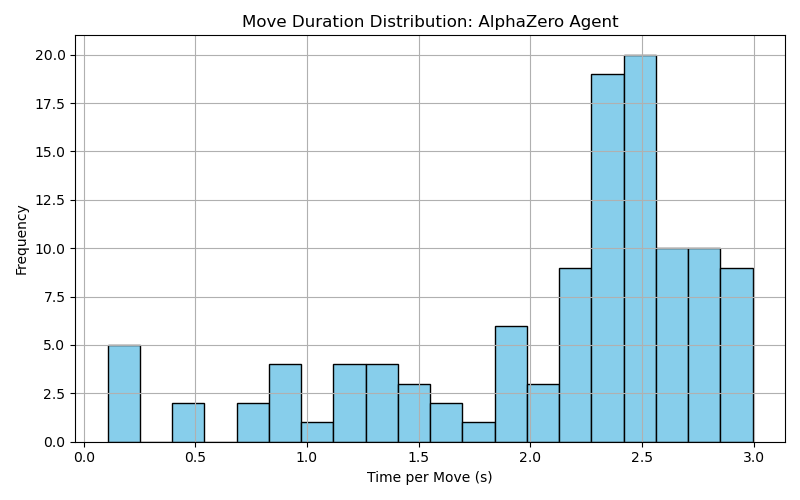 Move Duration Distribution: AlphaZero Agent
20.0
17.5
15.0
12.5
10.0
7.5
5.0
2.5
0.0
Frequency
0.0 0.5 1.0 1.5 2.0 2.5 3.0
Time per Move (s)